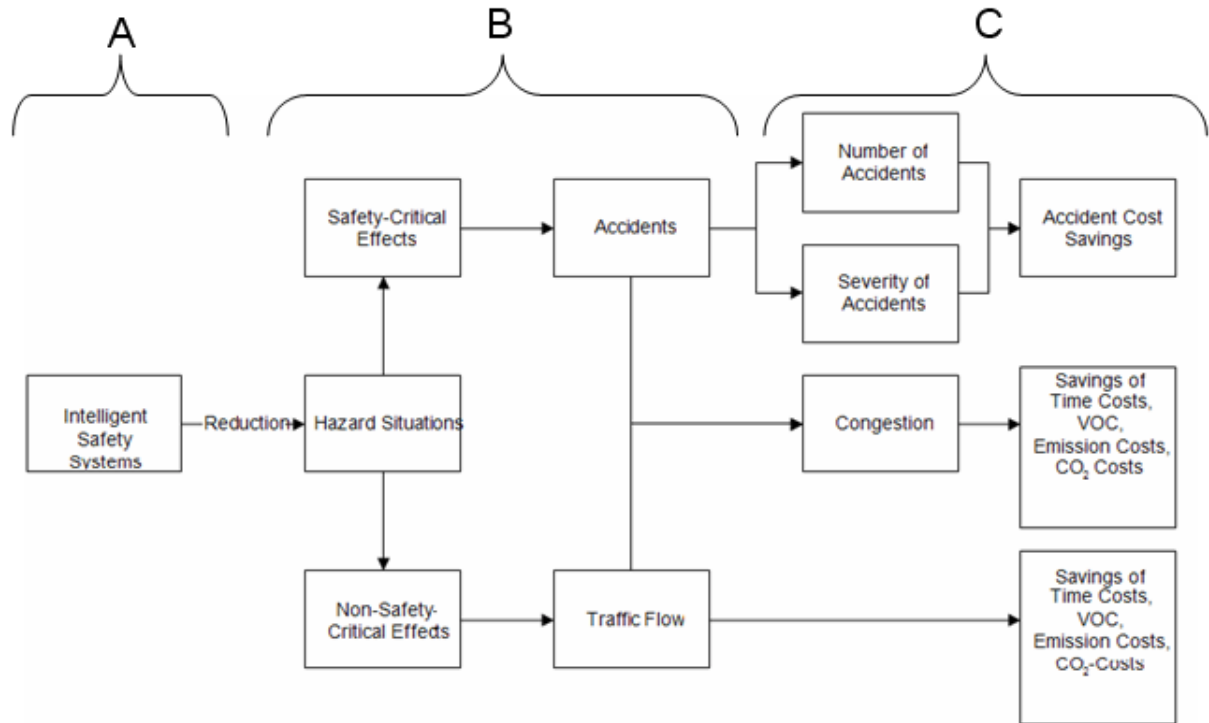 A
B
C
Number of
Accidents
Safety-Critical
Effects
Accidents
Accident Cost
Savings
Severity of
Accidents
Intelligent
Safety
Systems
Reduction
Hazard Situations
Congestion
Savings of
Time Costs,
VOC,
Emission Costs,
CO₂ Costs
Non-Safety-
Critical Effects
Traffic Flow
Savings of
Time Costs,
VOC,
Emission Costs,
CO₂-Costs